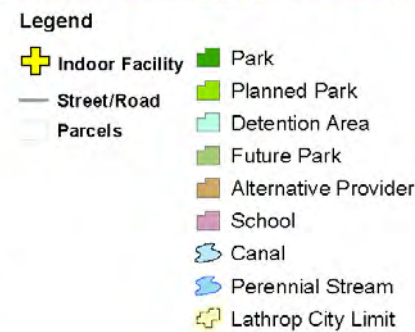 Legend
Indoor Facility
Street/Road
Parcels
Park
Planned Park
Detention Area
Future Park
Alternative Provider
School
Canal
Perennial Stream
Lathrop City Limit